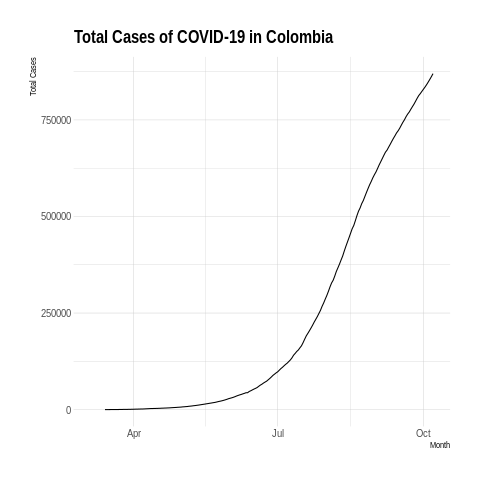 Total Cases of COVID-19 in Colombia
Total Cases
750000
500000
250000
0
Apr Jul Oct
Month